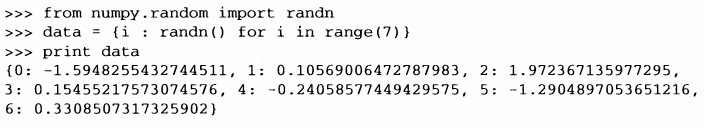 >>> from numpy.random import randn
>>> data = {i : randn() for i in range(7)}
>>> print data
{0: -1.5948255432744511, 1: 0.10569006472787983, 2: 1.972367135977295,
3: 0.15455217573074576, 4: -0.24058577449429575, 5: -1.2904897053651216,
6: 0.3308507317325902}